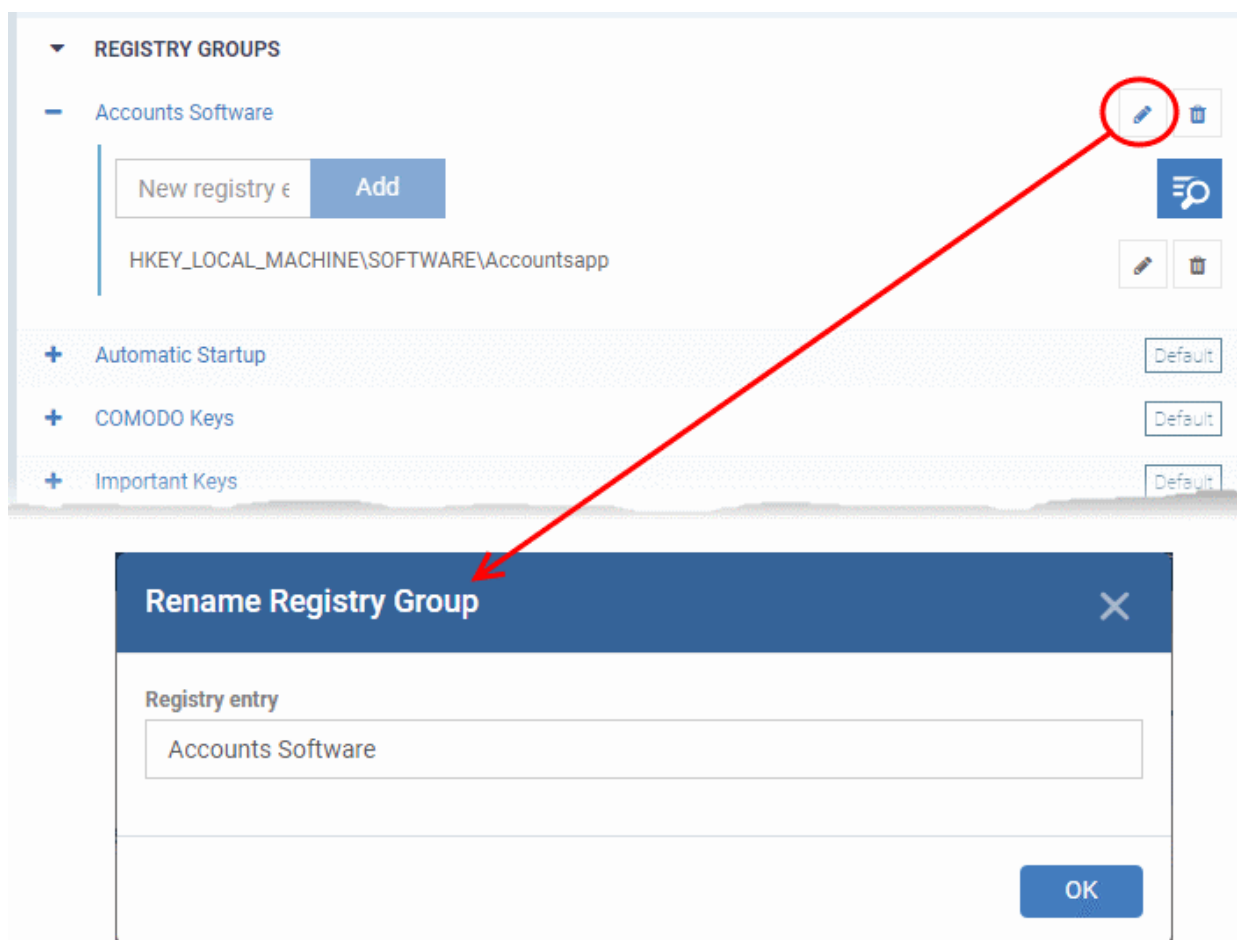 REGISTRY GROUPS
Accounts Software
New registry e Add
HKEY_LOCAL_MACHINE\SOFTWARE\Accountsapp
Automatic Startup Default
COMODO Keys Default
Important Keys Default
Rename Registry Group
Registry entry
Accounts Software
OK